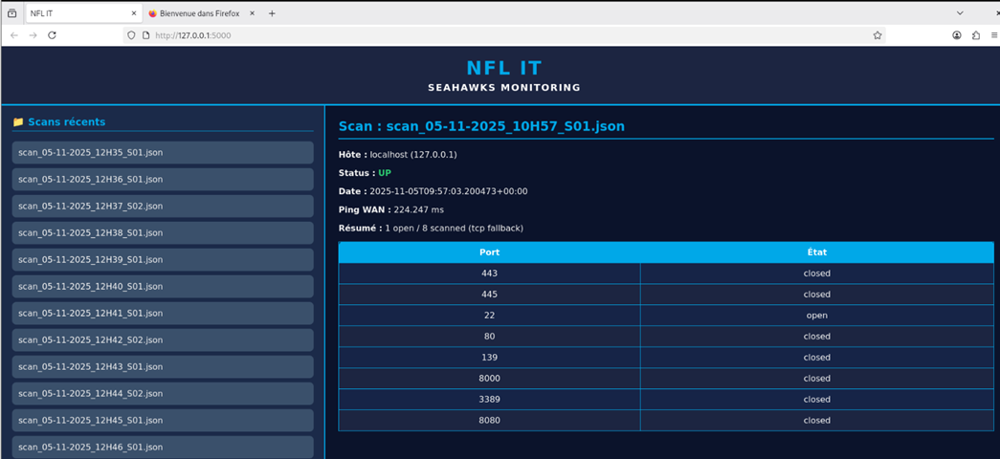 NFL IT
Bienvenue dans Firefox
http://127.0.0.1:5000
NFL IT
SEAHAWKS MONITORING
Scans récents
scan_05-11-2025_12H35_S01.json
scan_05-11-2025_12H36_S01.json
scan_05-11-2025_12H37_S02.json
scan_05-11-2025_12H38_S01.json
scan_05-11-2025_12H39_S01.json
scan_05-11-2025_12H40_S01.json
scan_05-11-2025_12H41_S01.json
scan_05-11-2025_12H42_S02.json
scan_05-11-2025_12H43_S01.json
scan_05-11-2025_12H44_S02.json
scan_05-11-2025_12H45_S01.json
scan_05-11-2025_12H46_S01.json
Scan : scan_05-11-2025_10H57_S01.json
Hôte : localhost (127.0.0.1)
Status : UP
Date : 2025-11-05T09:57:03.200473+00:00
Ping WAN : 224.247 ms
Résumé : 1 open / 8 scanned (tcp fallback)
Port État
443 closed
445 closed
22 open
80 closed
139 closed
8000 closed
3389 closed
8080 closed